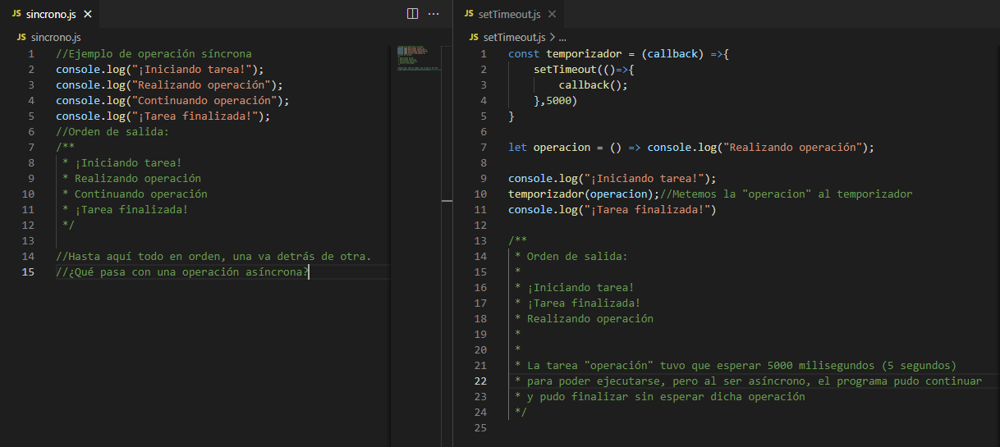 JS sincrono.js
JS sincrono.js
1 //Ejemplo de operación síncrona
2 console.log("¡Iniciando tarea!");
3 console.log("Realizando operación");
4 console.log("Continuando operación");
5 console.log("¡Tarea finalizada!");
6 //Orden de salida:
7 /**
8 * ¡Iniciando tarea!
9 * Realizando operación
10 * Continuando operación
11 * ¡Tarea finalizada!
12 */
13
14 //Hasta aquí todo en orden, una va detrás de otra.
15 //¿Qué pasa con una operación asíncrona?
JS setTimeout.js
JS setTimeout.js > ...
1 const temporizador = (callback) =>{
2 setTimeout(()=>{
3 callback();
4 },5000)
5 }
6
7 let operacion = () => console.log("Realizando operación");
8
9 console.log("¡Iniciando tarea!");
10 temporizador(operacion);//Metemos la "operacion" al temporizador
11 console.log("¡Tarea finalizada!")
12
13 /**
14 * Orden de salida:
15 *
16 * ¡Iniciando tarea!
17 * ¡Tarea finalizada!
18 * Realizando operación
19 *
20 *
21 * La tarea "operación" tuvo que esperar 5000 milisegundos (5 segundos)
22 * para poder ejecutarse, pero al ser asíncrono, el programa pudo continuar
23 * y pudo finalizar sin esperar dicha operación
24 */
25